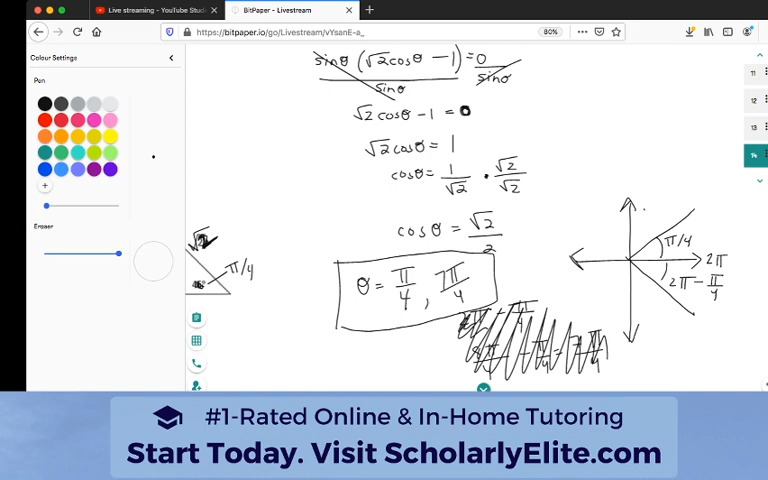 Live streaming - YouTube Stud
BitPaper - Livestream
https://bitpaper.io/go/Livestream/vYsanE-a_
80%
Colour Settings
Pen
Eraser
sinθ (√2cosθ - 1) = 0
sinθ sinθ
√2 cosθ - 1 = 0
√2 cosθ = 1
cosθ = 1/√2 · √2/√2
cosθ = √2/2
θ = π/4, 7π/4
π/4
π/4
2π
2π - π/4
11
12
13
14
#1-Rated Online & In-Home Tutoring
Start Today. Visit ScholarlyElite.com